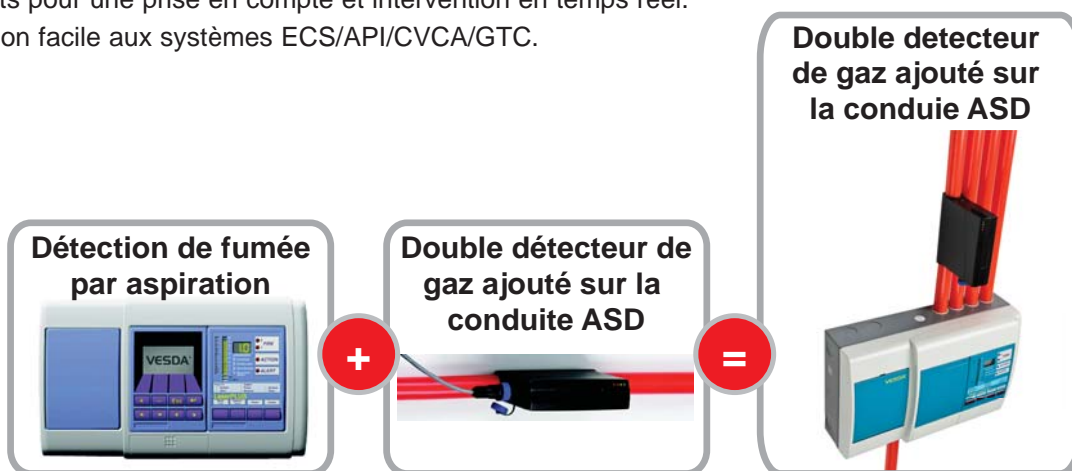 ts pour une prise en compte et intervention en temps réel.
on facile aux systèmes ECS/API/CVCA/GTC.
Double detecteur
de gaz ajouté sur
la conduie ASD
Détection de fumée
par aspiration
Double détecteur de
gaz ajouté sur la
conduite ASD
VESDA
FIRE
ACTION
ALERT
+
=
VESDA